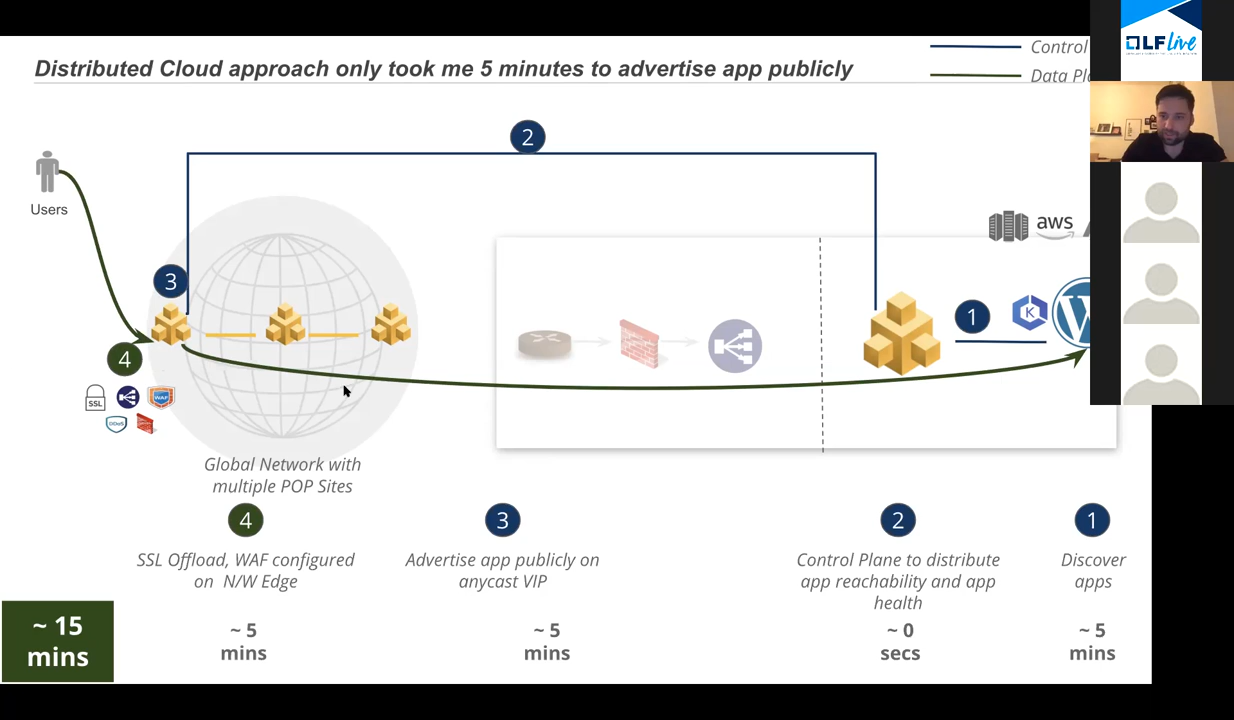 Distributed Cloud approach only took me 5 minutes to advertise app publicly
Control
Data Pla
LF Live
2
Users
aws
3
1
K
4
SSL
WAF
DDoS
Global Network with
multiple POP Sites
4
SSL Offload, WAF configured
on N/W Edge
~ 5
mins
3
Advertise app publicly on
anycast VIP
~ 5
mins
2
Control Plane to distribute
app reachability and app
health
~ 0
secs
1
Discover
apps
~ 5
mins
~ 15
mins